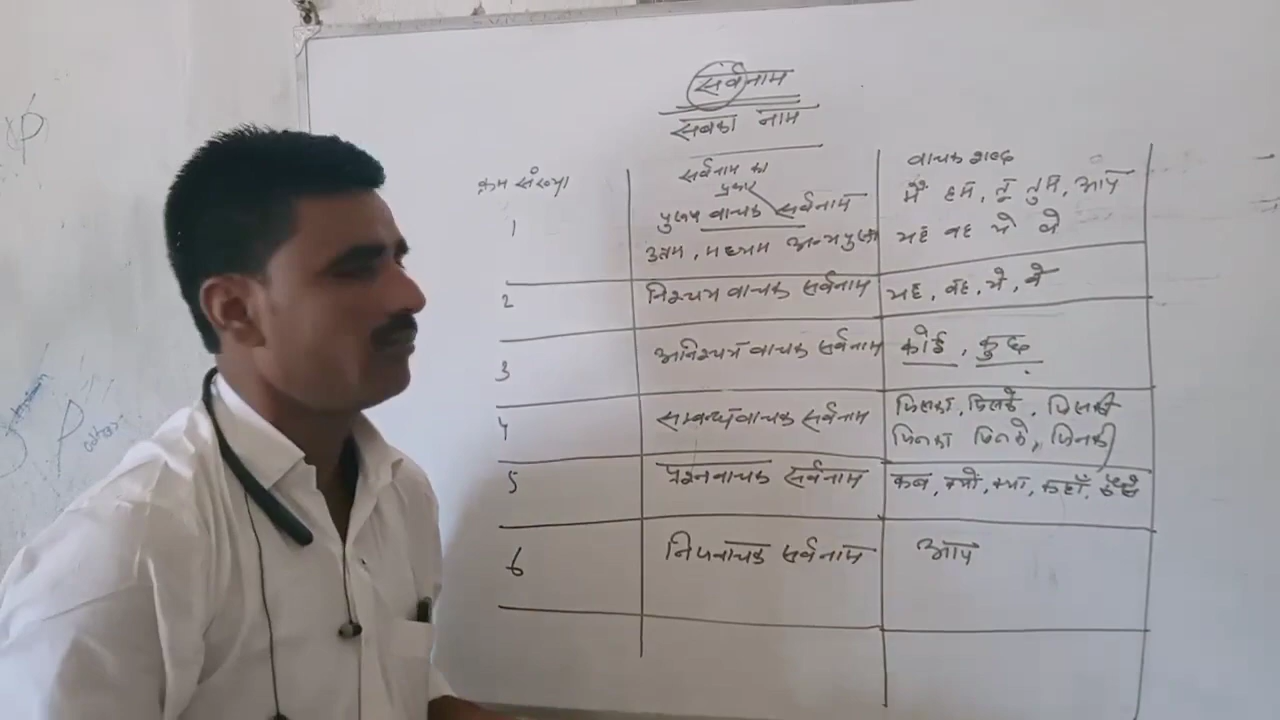 सर्वनाम
सबका नाम
क्रम संख्या
सर्वनाम का
प्रकार
वाचक शब्द
1
पुरुष वाचक सर्वनाम
मैं हम, तू तुम, आप
उत्तम, मध्यम अन्यपुरुष
यह वह ये वे
2
निश्चय वाचक सर्वनाम
यह, वह, ये, वे
3
अनिश्चय वाचक सर्वनाम
कोई, कुछ
4
सम्बन्धवाचक सर्वनाम
जिसका, जिसके, जिसकी
जिनका जिनके, जिनकी
5
प्रश्नवाचक सर्वनाम
कब, क्यों, क्या, कहाँ, कैसे
6
निजवाचक सर्वनाम
आप